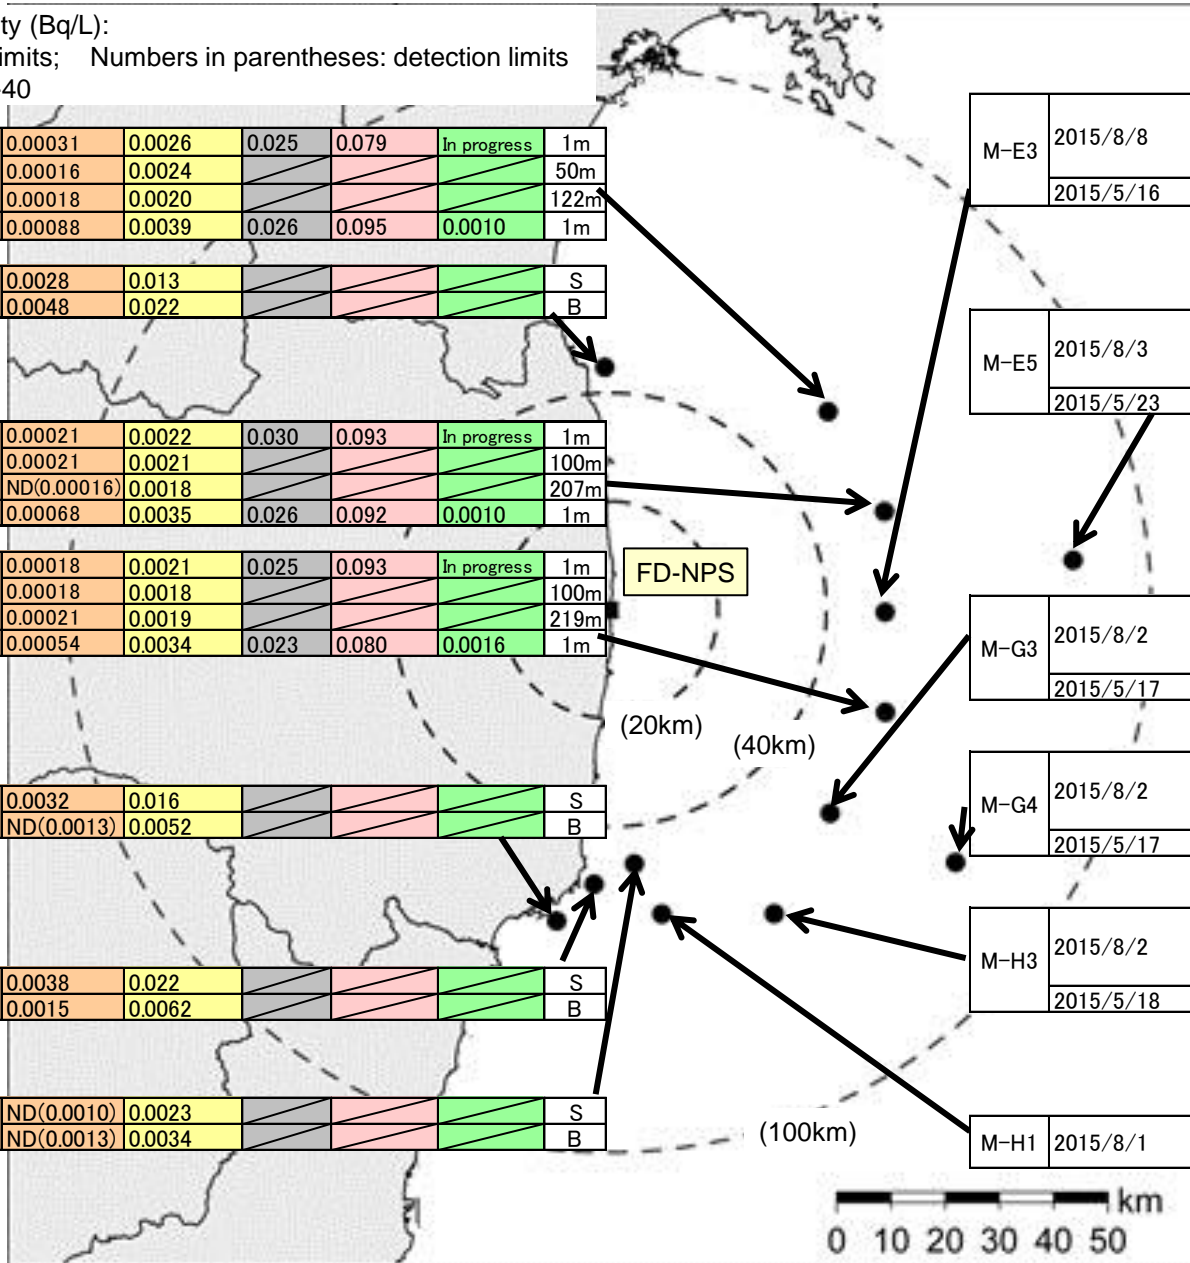 ty (Bq/L):
imits; Numbers in parentheses: detection limits
40
0.00031 0.0026 0.025 0.079 In progress 1m
0.00016 0.0024 50m
0.00018 0.0020 122m
0.00088 0.0039 0.026 0.095 0.0010 1m
0.0028 0.013 S
0.0048 0.022 B
0.00021 0.0022 0.030 0.093 In progress 1m
0.00021 0.0021 100m
ND(0.00016) 0.0018 207m
0.00068 0.0035 0.026 0.092 0.0010 1m
0.00018 0.0021 0.025 0.093 In progress 1m
0.00018 0.0018 100m
0.00021 0.0019 219m
0.00054 0.0034 0.023 0.080 0.0016 1m
0.0032 0.016 S
ND(0.0013) 0.0052 B
0.0038 0.022 S
0.0015 0.0062 B
ND(0.0010) 0.0023 S
ND(0.0013) 0.0034 B
FD-NPS
(20km)
(40km)
(100km)
M-E3 2015/8/8
2015/5/16
M-E5 2015/8/3
2015/5/23
M-G3 2015/8/2
2015/5/17
M-G4 2015/8/2
2015/5/17
M-H3 2015/8/2
2015/5/18
M-H1 2015/8/1
km
0 10 20 30 40 50